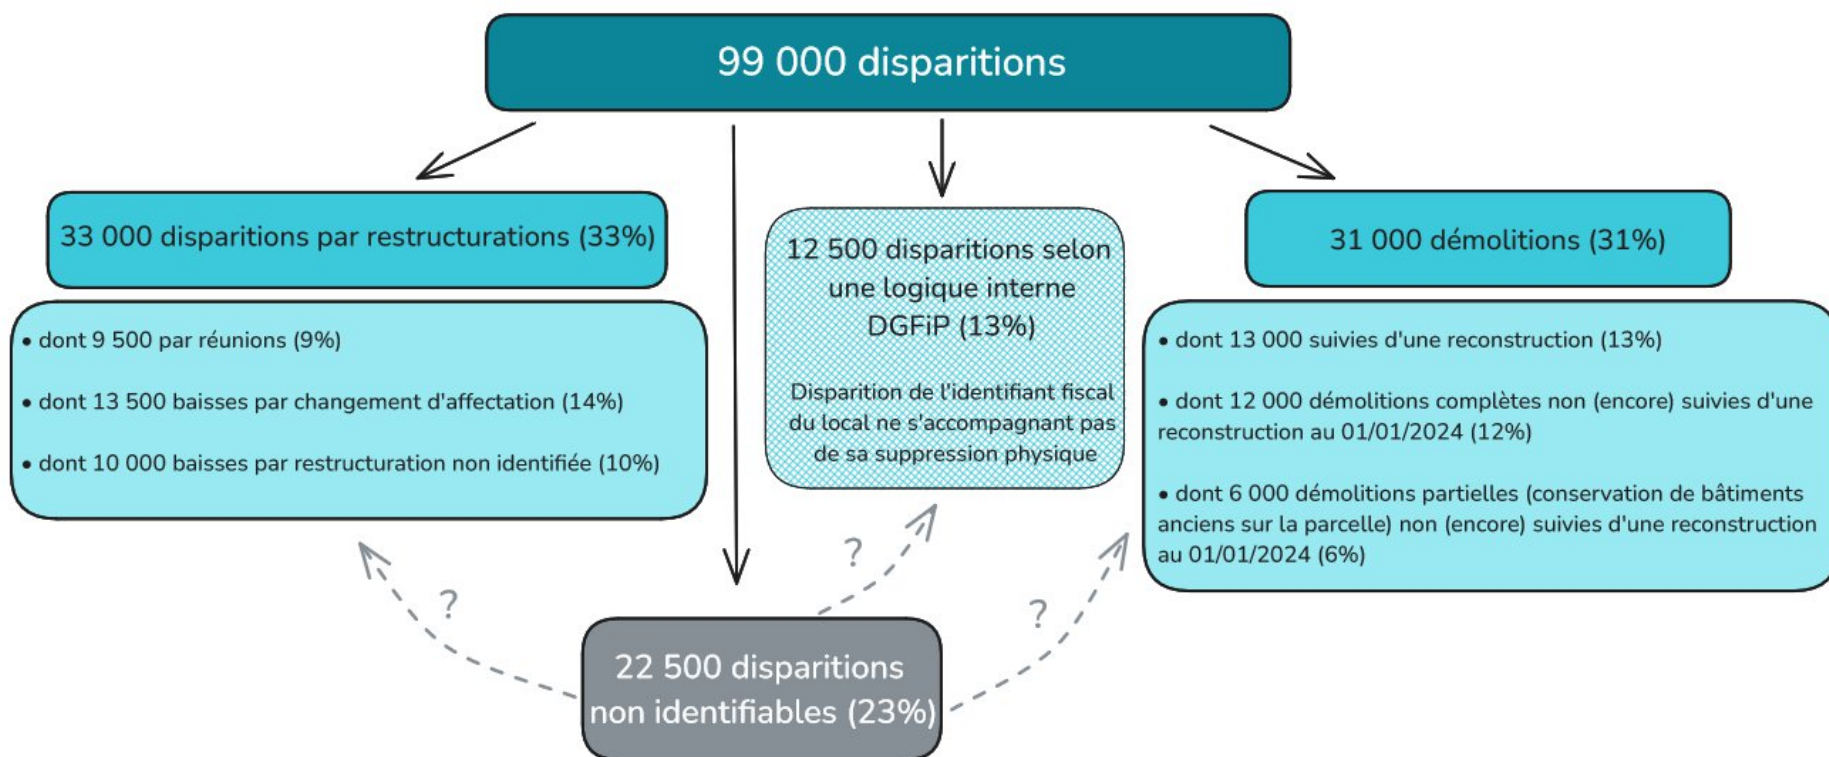 99 000 disparitions
33 000 disparitions par restructurations (33%)
• dont 9 500 par réunions (9%)
• dont 13 500 baisses par changement d'affectation (14%)
• dont 10 000 baisses par restructuration non identifiée (10%)
12 500 disparitions selon
une logique interne
DGFiP (13%)
Disparition de l'identifiant fiscal
du local ne s'accompagnant pas
de sa suppression physique
31 000 démolitions (31%)
• dont 13 000 suivies d'une reconstruction (13%)
• dont 12 000 démolitions complètes non (encore) suivies d'une
reconstruction au 01/01/2024 (12%)
• dont 6 000 démolitions partielles (conservation de bâtiments
anciens sur la parcelle) non (encore) suivies d'une reconstruction
au 01/01/2024 (6%)
?
?
?
22 500 disparitions
non identifiables (23%)